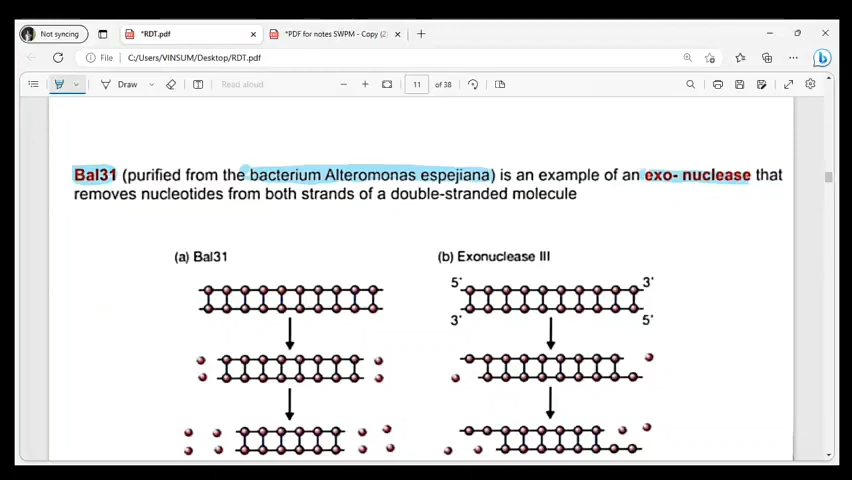 Not syncing
*RDT.pdf
*PDF for notes SWPM - Copy (2)
File C:/Users/VINSUM/Desktop/RDT.pdf
Draw
Read aloud
11 of 38
Bal31 (purified from the bacterium Alteromonas espejiana) is an example of an exo- nuclease that
removes nucleotides from both strands of a double-stranded molecule
(a) Bal31 (b) Exonuclease III
5' 3'
3' 5'